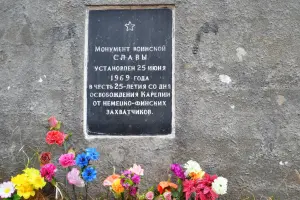 Монумент воинской
славы
установлен 25 июня
1969 года
в честь 25-летия со дня
освобождения Карелии
от немецко-финских
захватчиков.